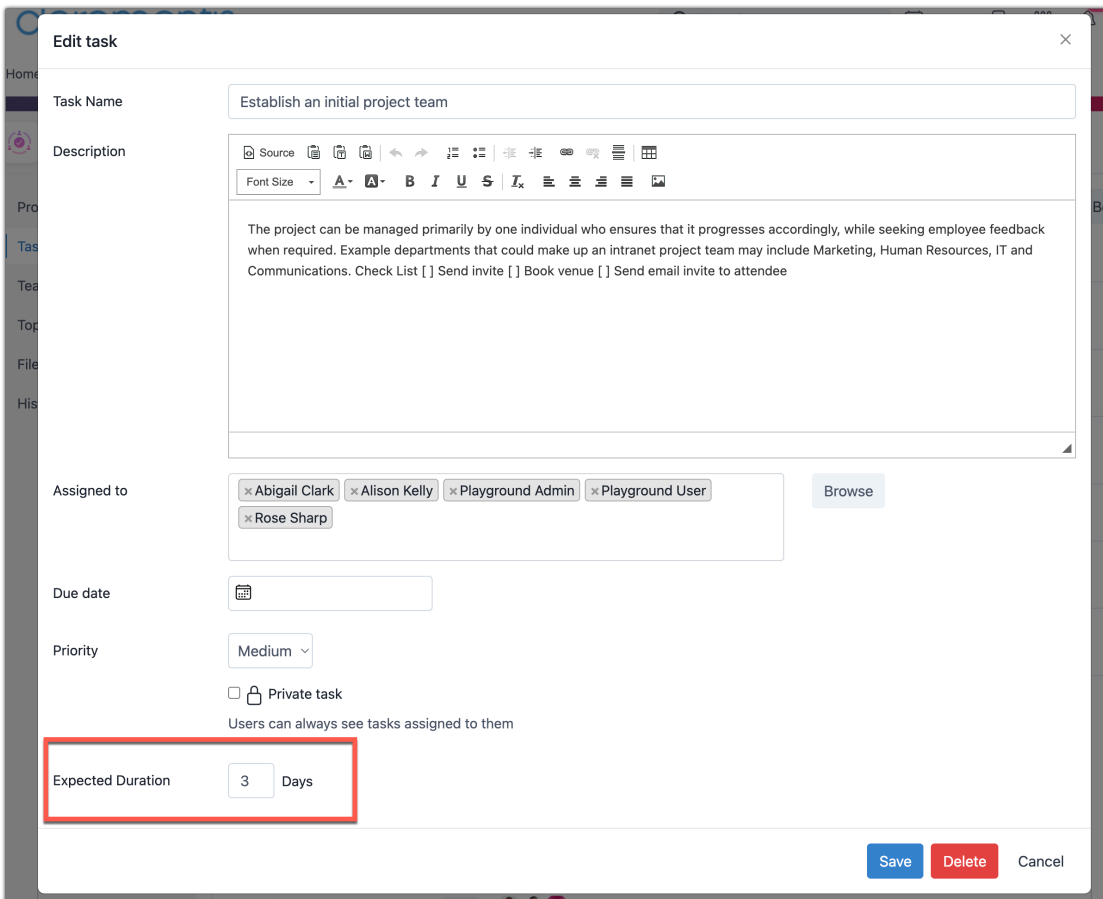 Edit task
Home
Task Name
Establish an initial project team
Description
Source
Font Size
A A B I U S Ix
The project can be managed primarily by one individual who ensures that it progresses accordingly, while seeking employee feedback
when required. Example departments that could make up an intranet project team may include Marketing, Human Resources, IT and
Communications. Check List [ ] Send invite [ ] Book venue [ ] Send email invite to attendee
Pro
Tas
Tea
Top
File
His
Assigned to
×Abigail Clark ×Alison Kelly ×Playground Admin ×Playground User
×Rose Sharp
Browse
Due date
Priority
Medium
Private task
Users can always see tasks assigned to them
Expected Duration
3 Days
Save Delete Cancel